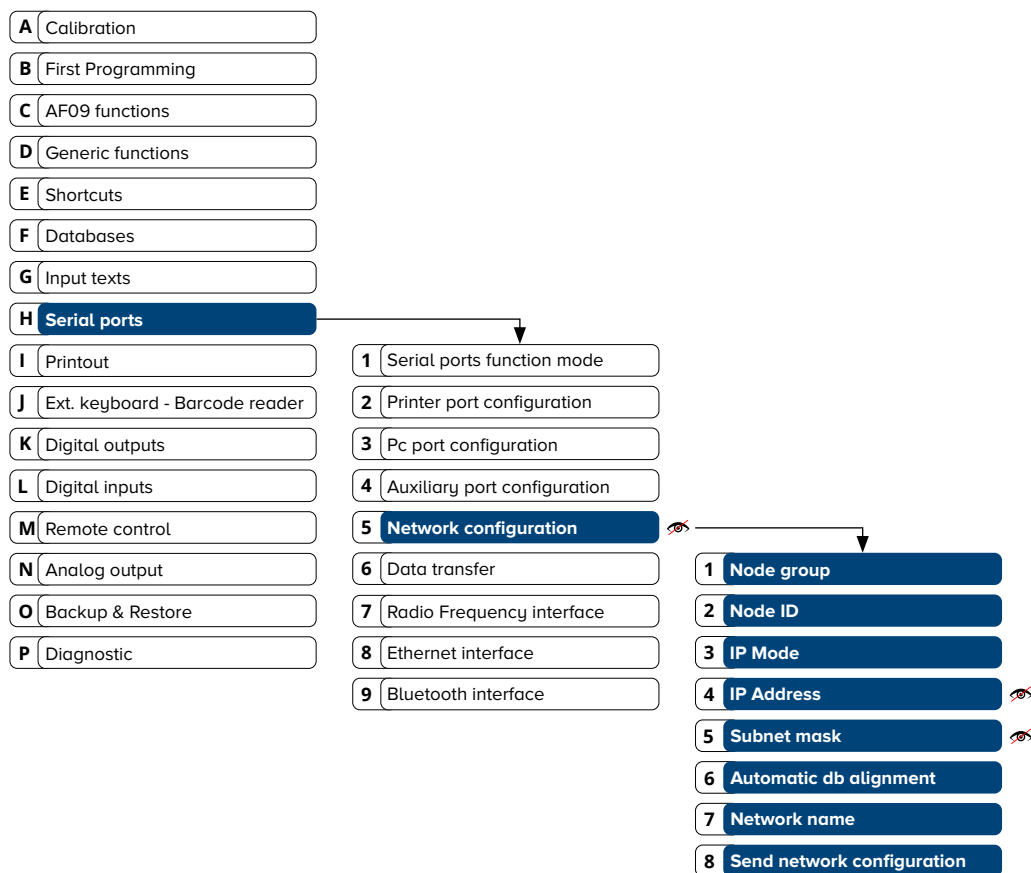 A Calibration
B First Programming
C AF09 functions
D Generic functions
E Shortcuts
F Databases
G Input texts
H Serial ports
I Printout
J Ext. keyboard - Barcode reader
K Digital outputs
L Digital inputs
M Remote control
N Analog output
O Backup & Restore
P Diagnostic
1 Serial ports function mode
2 Printer port configuration
3 Pc port configuration
4 Auxiliary port configuration
5 Network configuration
6 Data transfer
7 Radio Frequency interface
8 Ethernet interface
9 Bluetooth interface
1 Node group
2 Node ID
3 IP Mode
4 IP Address
5 Subnet mask
6 Automatic db alignment
7 Network name
8 Send network configuration